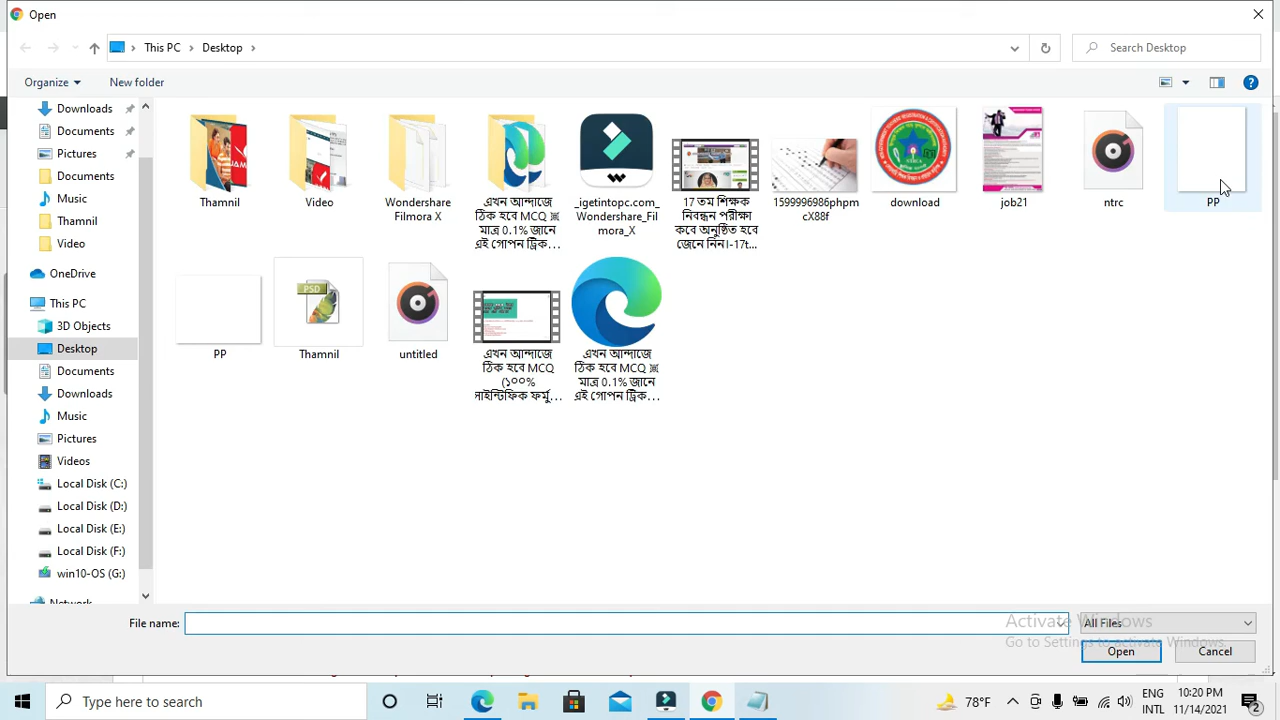 Open
This PC
Desktop
Search Desktop
Organize
New folder
Downloads
Documents
Pictures
Documents
Music
Thamnil
Video
OneDrive
This PC
3D Objects
Desktop
Documents
Downloads
Music
Pictures
Videos
Local Disk (C:)
Local Disk (D:)
Local Disk (E:)
Local Disk (F:)
win10-OS (G:)
Network
Thamnil
Video
Wondershare
Filmora X
এখন আন্দাজে
ঠিক হবে MCQ ※
মাত্র 0.1% জানে
এই গোপন ট্রিক...
_igetintopc.com_
Wondershare_Fil
mora_X
17 তম শিক্ষক
নিবন্ধন পরীক্ষা
কবে অনুষ্ঠিত হবে
জেনে নিন।-17t...
1599996986phpm
cX88f
download
job21
ntrc
PP
PP
Thamnil
untitled
এখন আন্দাজে
ঠিক হবে MCQ
(১০০%
সাইন্টিফিক ফর্মু...
এখন আন্দাজে
ঠিক হবে MCQ ※
মাত্র 0.1% জানে
এই গোপন ট্রিক...
File name:
All Files
Activate Windows
Go to Settings to activate Windows.
Open
Cancel
Type here to search
78°F
ENG
INTL
10:20 PM
11/14/2021
2